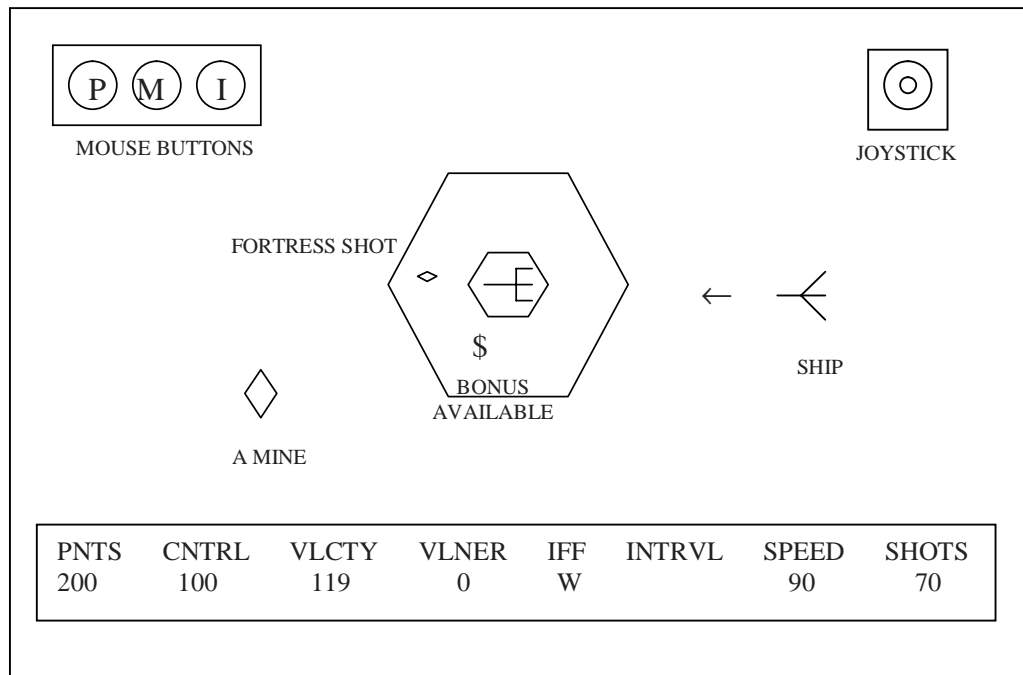 P M I
MOUSE BUTTONS
JOYSTICK
FORTRESS SHOT
$
BONUS
AVAILABLE
SHIP
A MINE
PNTS CNTRL VLCTY VLNER IFF INTRVL SPEED SHOTS
200 100 119 0 W 90 70